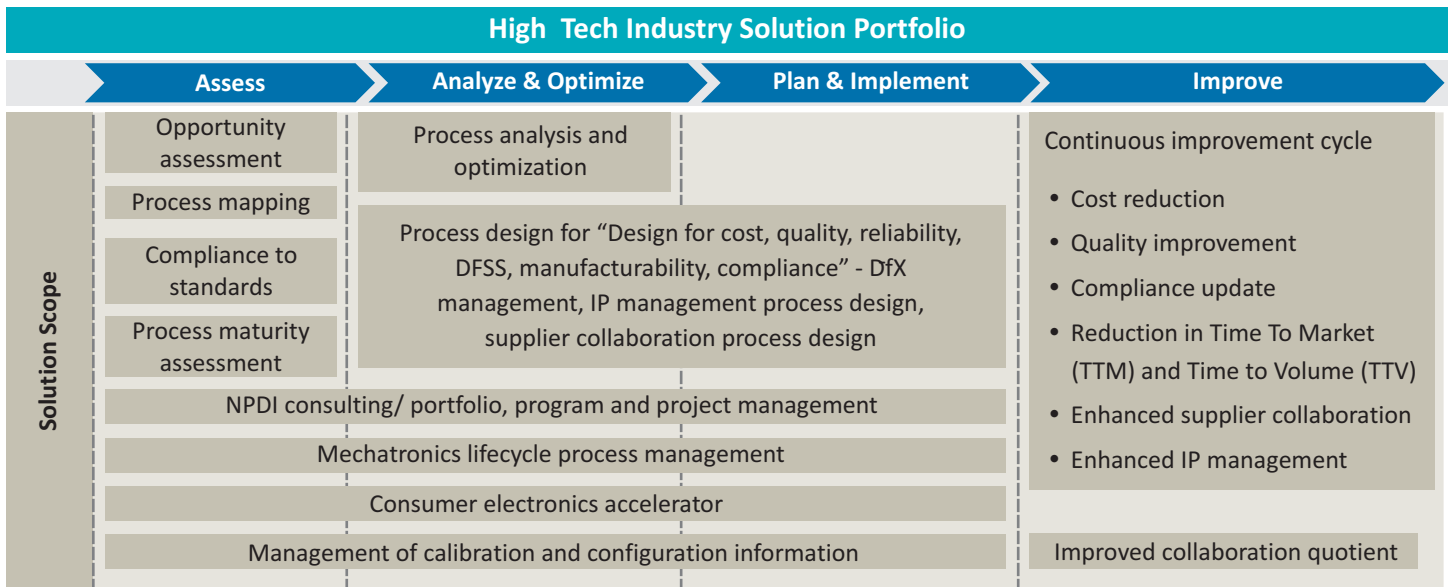 High Tech Industry Solution Portfolio
Assess
Analyze & Optimize
Plan & Implement
Improve
Solution Scope
Opportunity
assessment
Process mapping
Compliance to
standards
Process maturity
assessment
Process analysis and
optimization
Process design for “Design for cost, quality, reliability,
DFSS, manufacturability, compliance” - DfX
management, IP management process design,
supplier collaboration process design
NPDI consulting/ portfolio, program and project management
Mechatronics lifecycle process management
Consumer electronics accelerator
Management of calibration and configuration information
Continuous improvement cycle
• Cost reduction
• Quality improvement
• Compliance update
• Reduction in Time To Market
(TTM) and Time to Volume (TTV)
• Enhanced supplier collaboration
• Enhanced IP management
Improved collaboration quotient